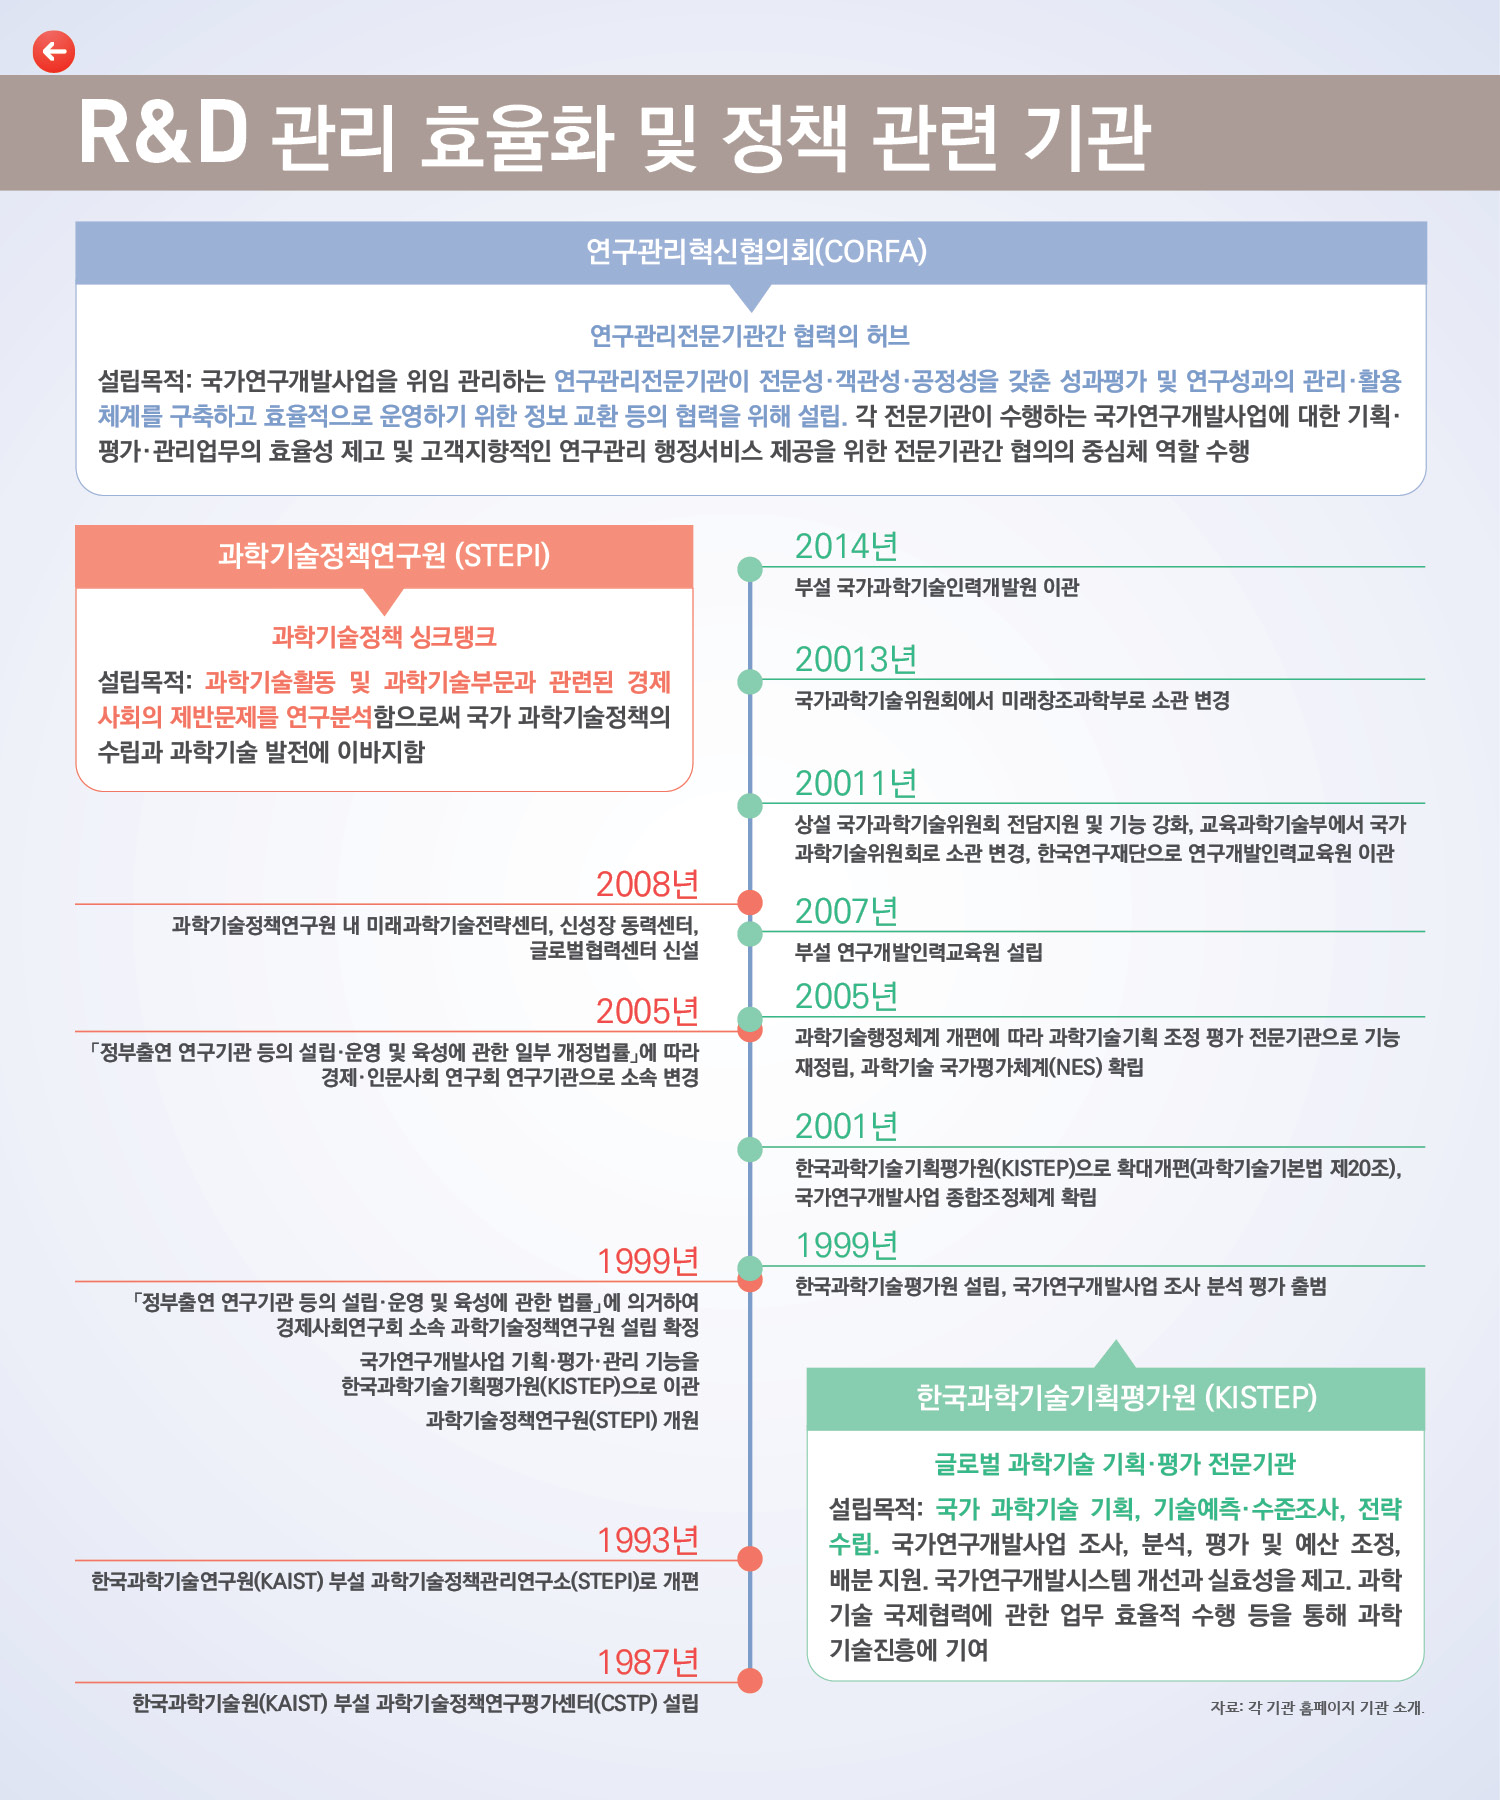 R&D 관리 효율화 및 정책 관련 기관
연구관리혁신협의회(CORFA)
연구관리전문기관간 협력의 허브
설립목적: 국가연구개발사업을 위임 관리하는 연구관리전문기관이 전문성·객관성·공정성을 갖춘 성과평가 및 연구성과의 관리·활용
체계를 구축하고 효율적으로 운영하기 위한 정보 교환 등의 협력을 위해 설립. 각 전문기관이 수행하는 국가연구개발사업에 대한 기획·
평가·관리업무의 효율성 제고 및 고객지향적인 연구관리 행정서비스 제공을 위한 전문기관간 협의의 중심체 역할 수행
과학기술정책연구원 (STEPI)
과학기술정책 싱크탱크
설립목적: 과학기술활동 및 과학기술부문과 관련된 경제
사회의 제반문제를 연구분석함으로써 국가 과학기술정책의
수립과 과학기술 발전에 이바지함
2008년
과학기술정책연구원 내 미래과학기술전략센터, 신성장 동력센터,
글로벌협력센터 신설
2005년
「정부출연 연구기관 등의 설립·운영 및 육성에 관한 일부 개정법률」에 따라
경제·인문사회 연구회 연구기관으로 소속 변경
1999년
「정부출연 연구기관 등의 설립·운영 및 육성에 관한 법률」에 의거하여
경제사회연구회 소속 과학기술정책연구원 설립 확정
국가연구개발사업 기획·평가·관리 기능을
한국과학기술기획평가원(KISTEP)으로 이관
과학기술정책연구원(STEPI) 개원
1993년
한국과학기술연구원(KAIST) 부설 과학기술정책관리연구소(STEPI)로 개편
1987년
한국과학기술원(KAIST) 부설 과학기술정책연구평가센터(CSTP) 설립
2014년
부설 국가과학기술인력개발원 이관
20013년
국가과학기술위원회에서 미래창조과학부로 소관 변경
20011년
상설 국가과학기술위원회 전담지원 및 기능 강화, 교육과학기술부에서 국가
과학기술위원회로 소관 변경, 한국연구재단으로 연구개발인력교육원 이관
2007년
부설 연구개발인력교육원 설립
2005년
과학기술행정체계 개편에 따라 과학기술기획 조정 평가 전문기관으로 기능
재정립, 과학기술 국가평가체계(NES) 확립
2001년
한국과학기술기획평가원(KISTEP)으로 확대개편(과학기술기본법 제20조),
국가연구개발사업 종합조정체계 확립
1999년
한국과학기술평가원 설립, 국가연구개발사업 조사 분석 평가 출범
한국과학기술기획평가원 (KISTEP)
글로벌 과학기술 기획·평가 전문기관
설립목적: 국가 과학기술 기획, 기술예측·수준조사, 전략
수립. 국가연구개발사업 조사, 분석, 평가 및 예산 조정,
배분 지원. 국가연구개발시스템 개선과 실효성을 제고. 과학
기술 국제협력에 관한 업무 효율적 수행 등을 통해 과학
기술진흥에 기여
자료: 각 기관 홈페이지 기관 소개.